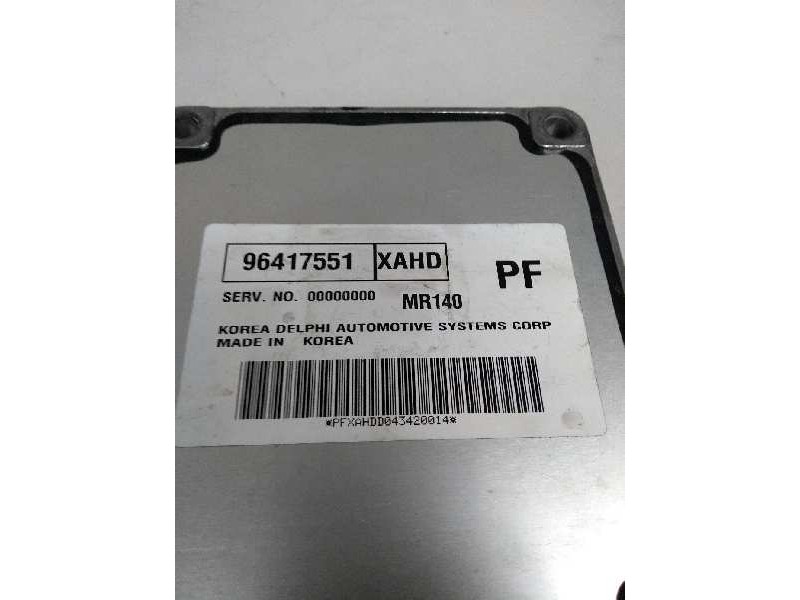 96417551 XAHD PF
SERV. NO. 00000000 MR140
KOREA DELPHI AUTOMOTIVE SYSTEMS CORP
MADE IN KOREA
*PFXAHDD043420014*